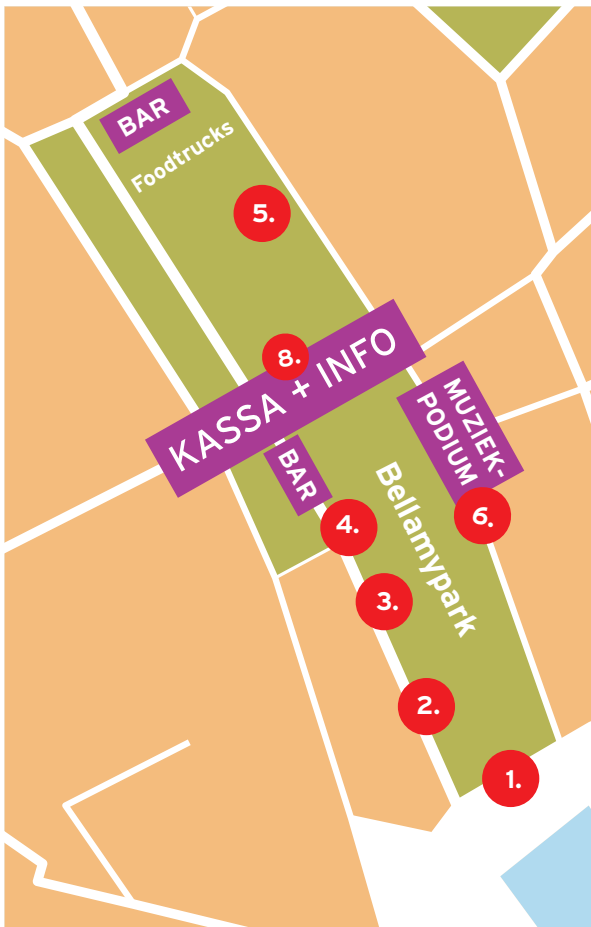 BAR
Foodtrucks
5.
8.
KASSA + INFO
MUZIEK-
PODIUM
BAR
Bellamypark
4.
6.
3.
2.
1.